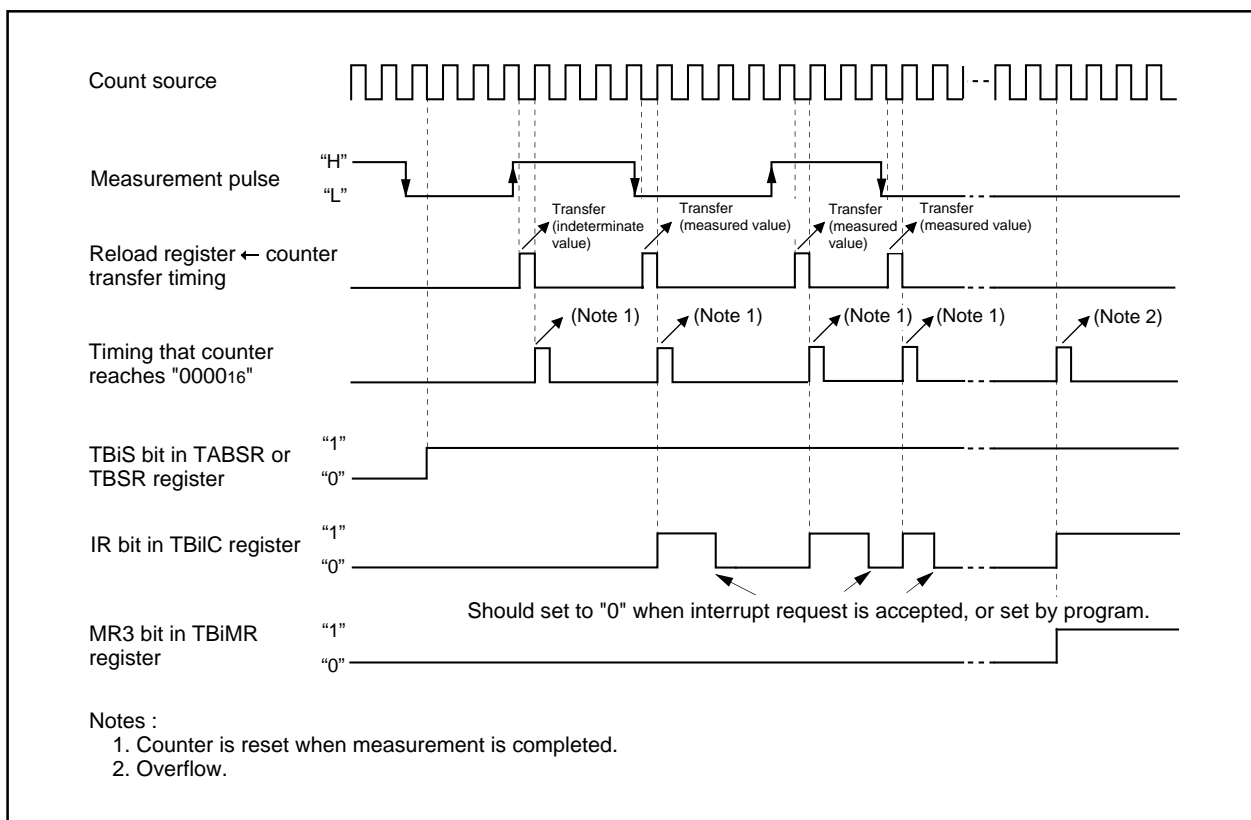 Count source
Measurement pulse
“H”
“L”
Transfer
(indeterminate
value)
Transfer
(measured value)
Transfer
(measured
value)
Transfer
(measured value)
Reload register ← counter
transfer timing
(Note 1)
(Note 1)
(Note 1)
(Note 1)
(Note 2)
Timing that counter
reaches "000016"
TBiS bit in TABSR or
TBSR register
“1”
“0”
IR bit in TBiIC register
“1”
“0”
Should set to "0" when interrupt request is accepted, or set by program.
MR3 bit in TBiMR
register
“1”
“0”
Notes :
1. Counter is reset when measurement is completed.
2. Overflow.